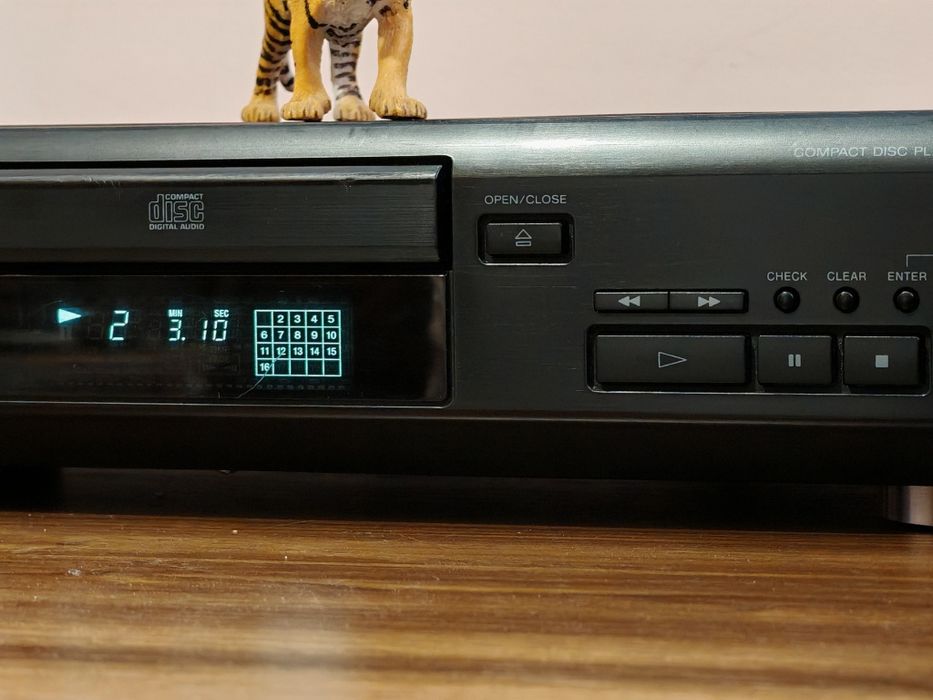 COMPACT DISC PL
COMPACT
disc
DIGITAL AUDIO
OPEN/CLOSE
CHECK CLEAR ENTER
MIN SEC
2 3.10
2 3 4 5
6 7 8 9 10
11 12 13 14 15
16